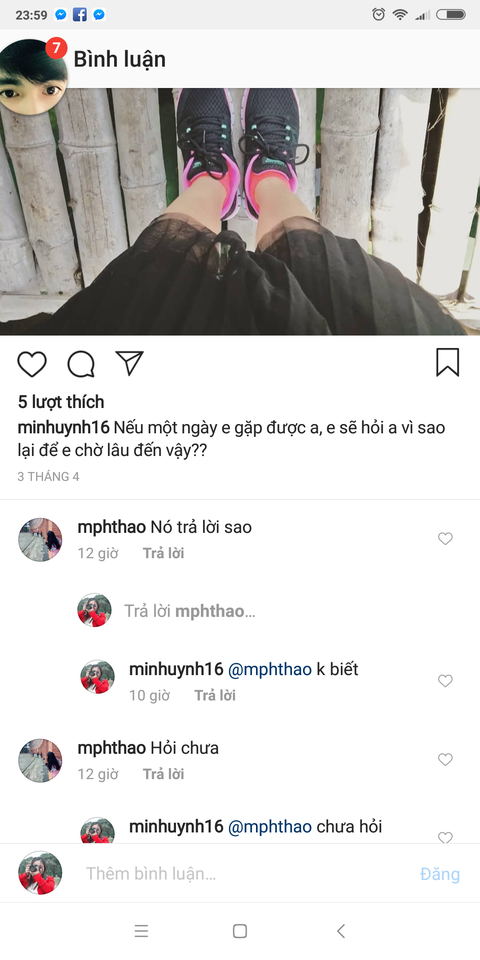 23:59
7
Bình luận
5 lượt thích
minhuynh16 Nếu một ngày e gặp được a, e sẽ hỏi a vì sao
lại để e chờ lâu đến vậy??
3 THÁNG 4
mphthao Nó trả lời sao
12 giờ Trả lời
Trả lời mphthao...
minhuynh16 @mphthao k biết
10 giờ Trả lời
mphthao Hỏi chưa
12 giờ Trả lời
minhuynh16 @mphthao chưa hỏi
Thêm bình luận... Đăng